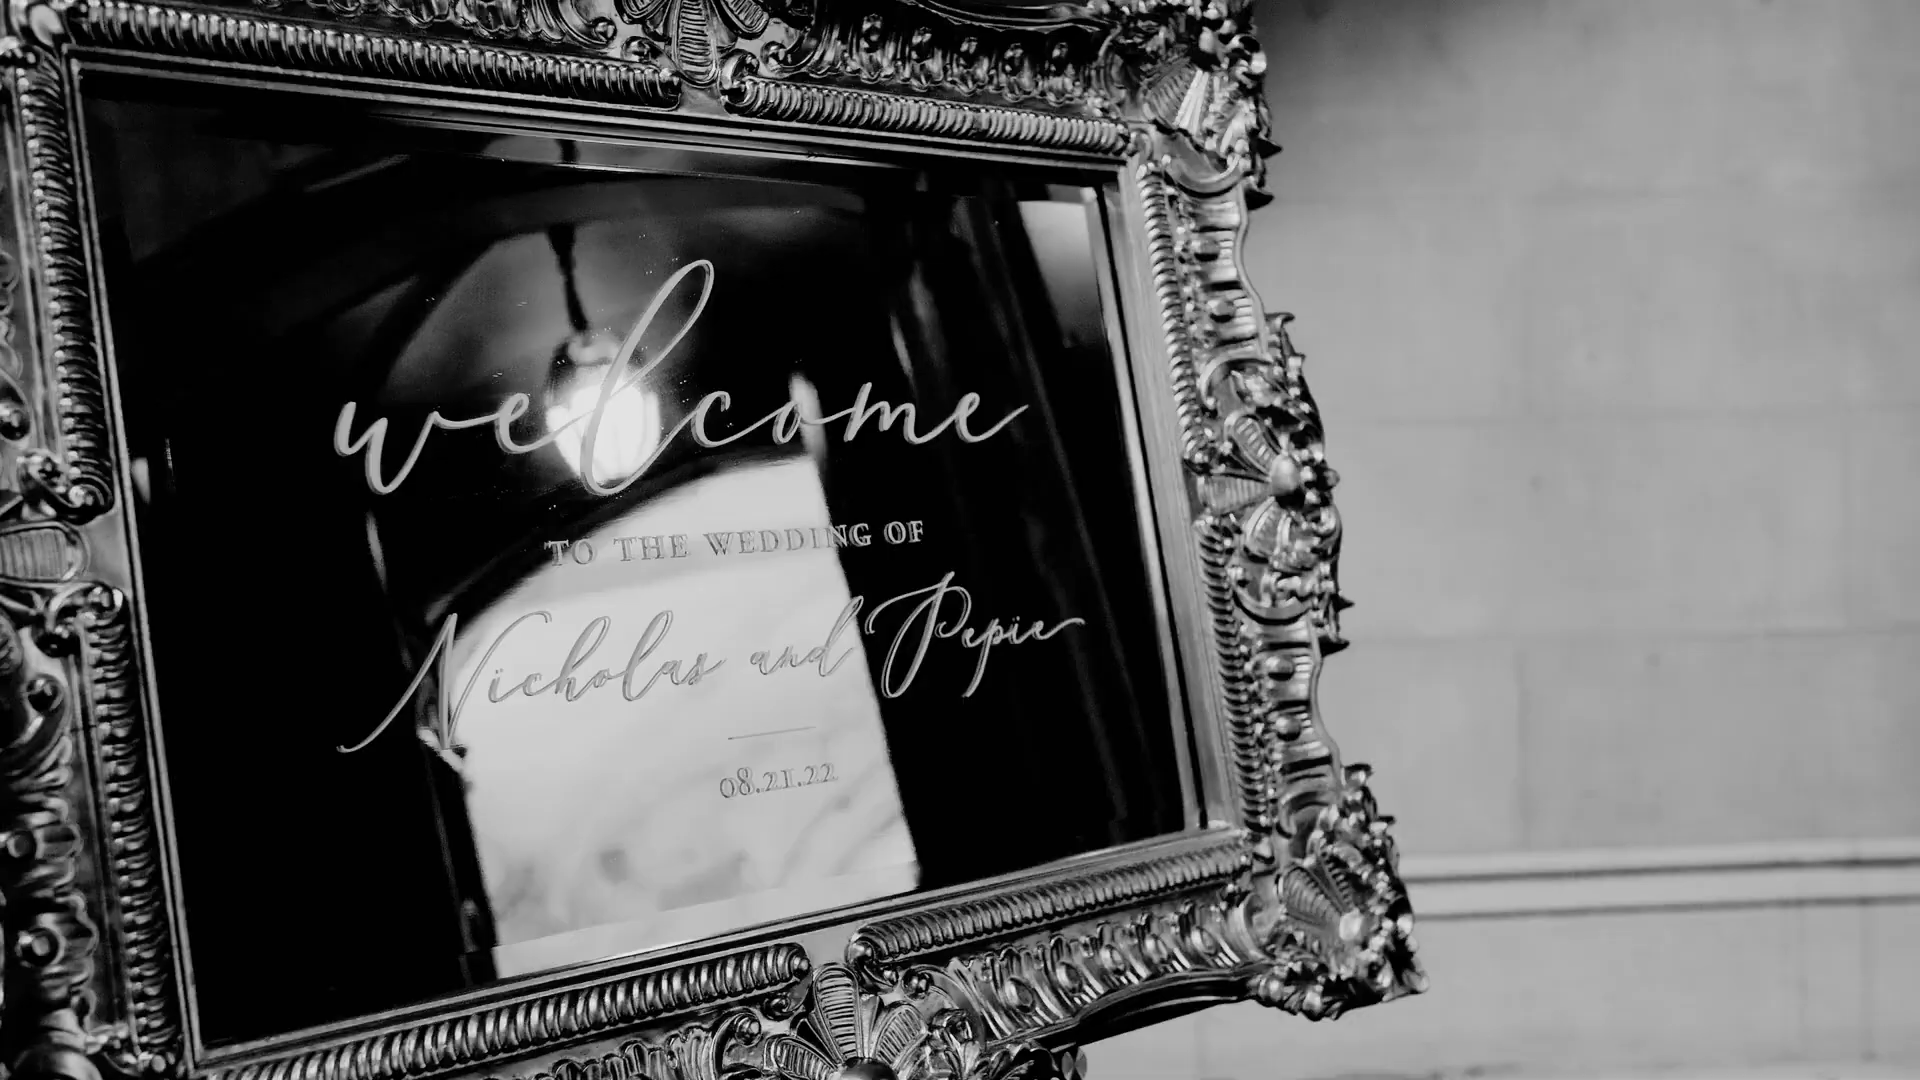 welcome
TO THE WEDDING OF
Nicholas and Pepie
08.21.22